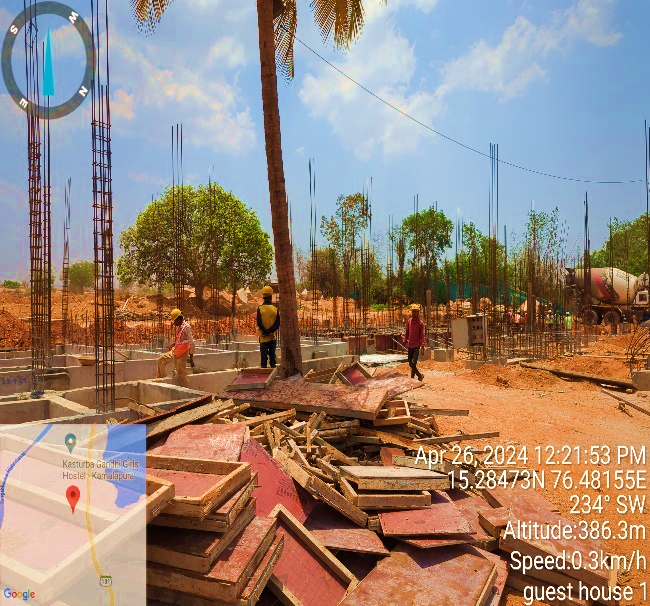 S
W
E
N
Kasturba Gandhi Girls
Hostel - Kamalapura
Google
Apr 26, 2024 12:21:53 PM
15.28473N 76.48155E
234° SW
Altitude:386.3m
Speed:0.3km/h
guest house 1